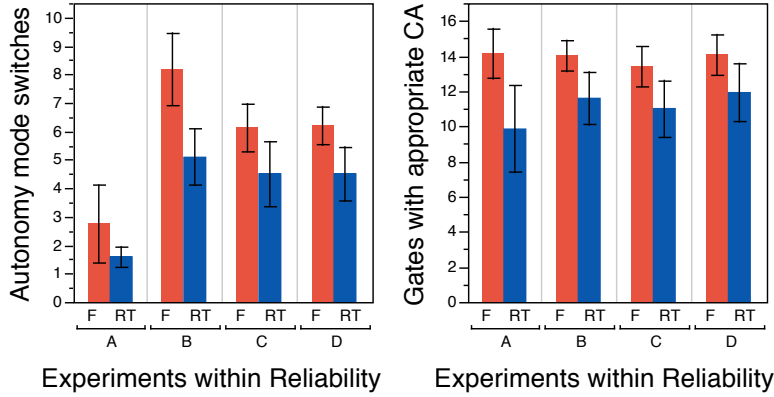 Autonomy mode switches
10
9
8
7
6
5
4
3
2
1
0
F RT F RT F RT F RT
A B C D
Experiments within Reliability
Gates with appropriate CA
16
14
12
10
8
6
4
2
0
F RT F RT F RT F RT
A B C D
Experiments within Reliability